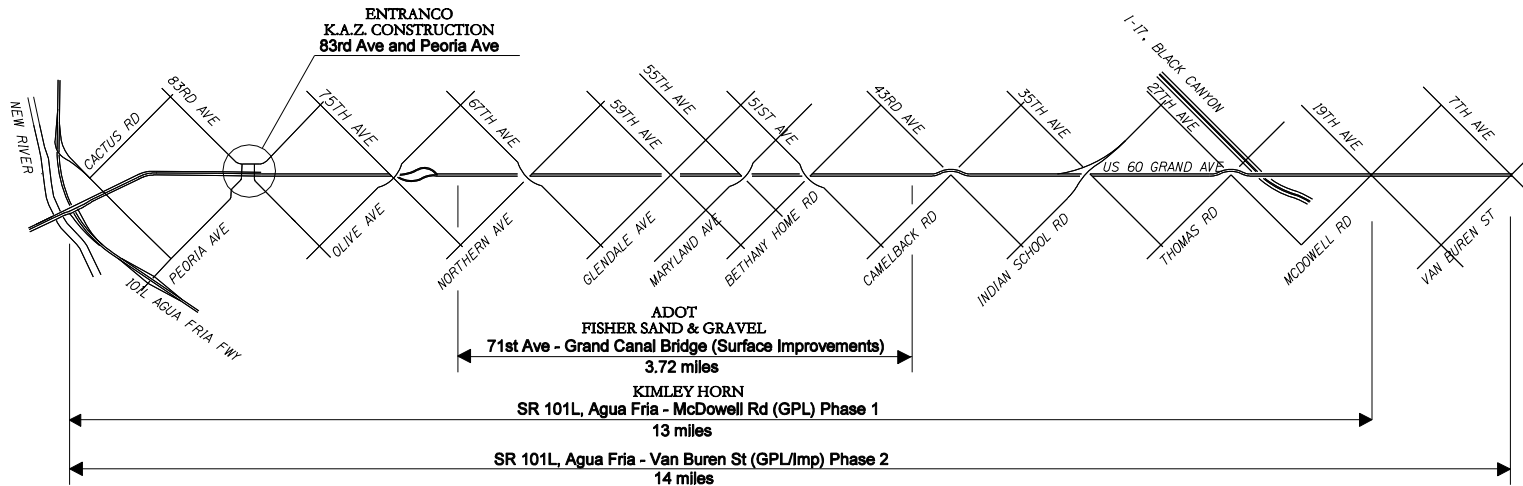 ENTRANCO
K.A.Z. CONSTRUCTION
83rd Ave and Peoria Ave
NEW RIVER
CACTUS RD
83RD AVE
75TH AVE
67TH AVE
59TH AVE
55TH AVE
51ST AVE
43RD AVE
35TH AVE
27TH AVE
I-17, BLACK CANYON
19TH AVE
7TH AVE
US 60 GRAND AVE
101L AGUA FRIA FWY
PEORIA AVE
OLIVE AVE
NORTHERN AVE
GLENDALE AVE
MARYLAND AVE
BETHANY HOME RD
CAMELBACK RD
INDIAN SCHOOL RD
THOMAS RD
MCDOWELL RD
VAN BUREN ST
ADOT
FISHER SAND & GRAVEL
71st Ave - Grand Canal Bridge (Surface Improvements)
3.72 miles
KIMLEY HORN
SR 101L, Agua Fria - McDowell Rd (GPL) Phase 1
13 miles
SR 101L, Agua Fria - Van Buren St (GPL/Imp) Phase 2
14 miles